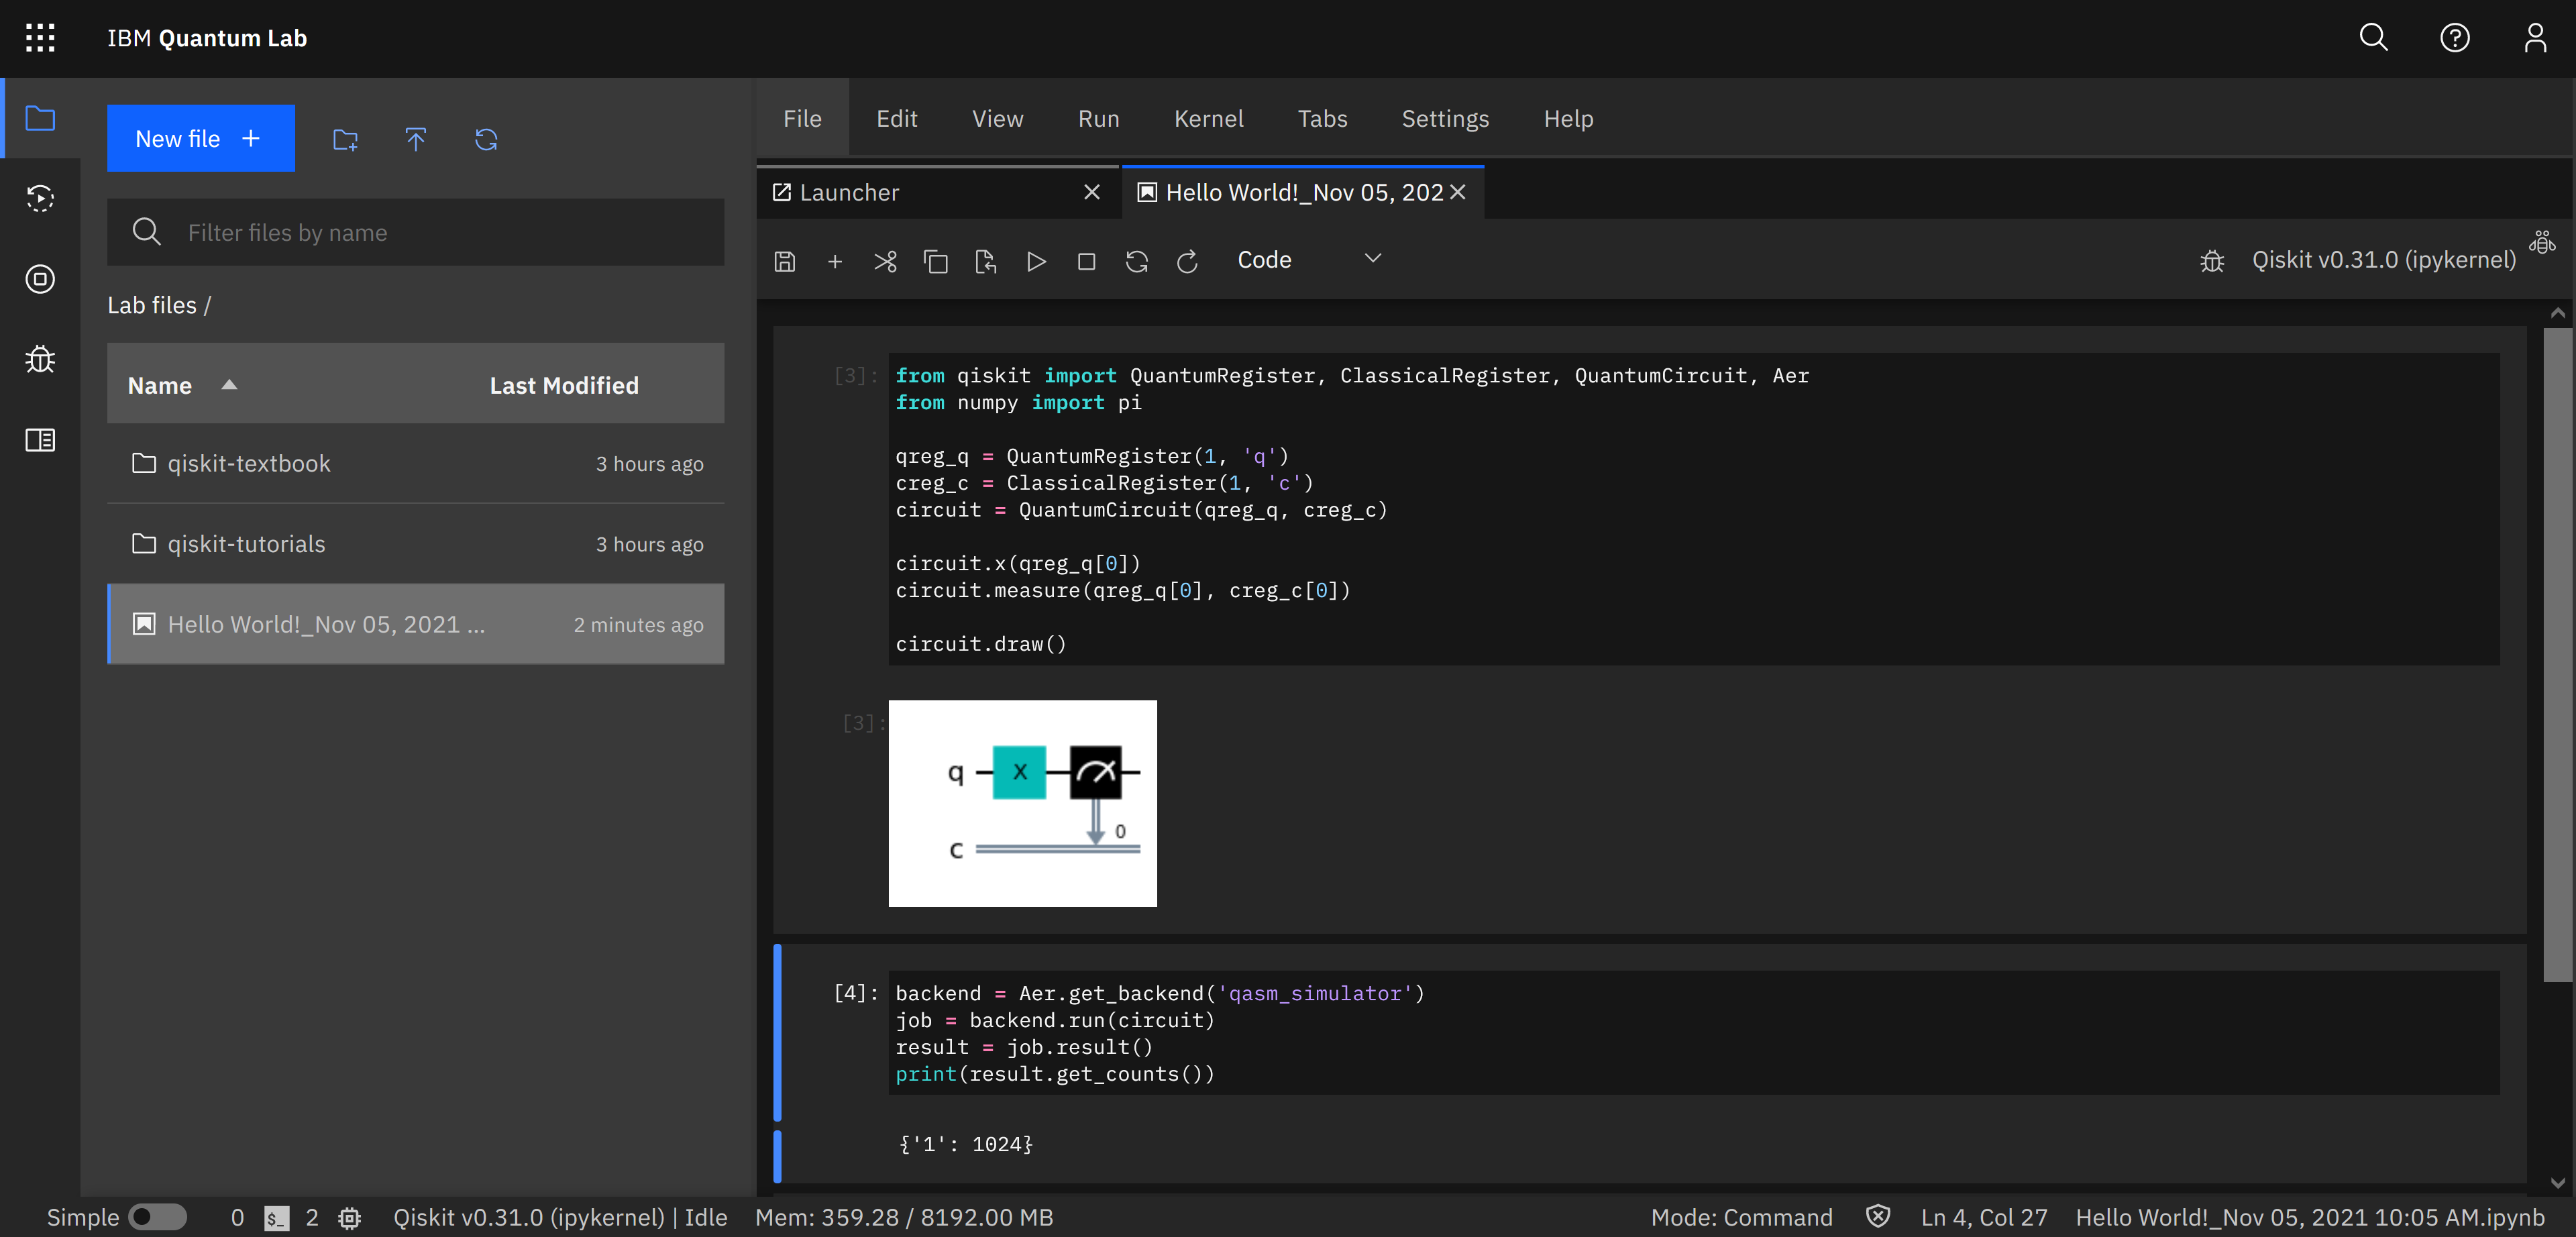 IBM Quantum Lab
New file +
Filter files by name
Lab files /
Name Last Modified
qiskit-textbook 3 hours ago
qiskit-tutorials 3 hours ago
Hello World!_Nov 05, 2021 ... 2 minutes ago
File Edit View Run Kernel Tabs Settings Help
Launcher Hello World!_Nov 05, 202
Code Qiskit v0.31.0 (ipykernel)
[3]: from qiskit import QuantumRegister, ClassicalRegister, QuantumCircuit, Aer
from numpy import pi
qreg_q = QuantumRegister(1, 'q')
creg_c = ClassicalRegister(1, 'c')
circuit = QuantumCircuit(qreg_q, creg_c)
circuit.x(qreg_q[0])
circuit.measure(qreg_q[0], creg_c[0])
circuit.draw()
[3]:
q X
0
c
[4]: backend = Aer.get_backend('qasm_simulator')
job = backend.run(circuit)
result = job.result()
print(result.get_counts())
{'1': 1024}
Simple 0 $_ 2 Qiskit v0.31.0 (ipykernel) | Idle Mem: 359.28 / 8192.00 MB Mode: Command Ln 4, Col 27 Hello World!_Nov 05, 2021 10:05 AM.ipynb